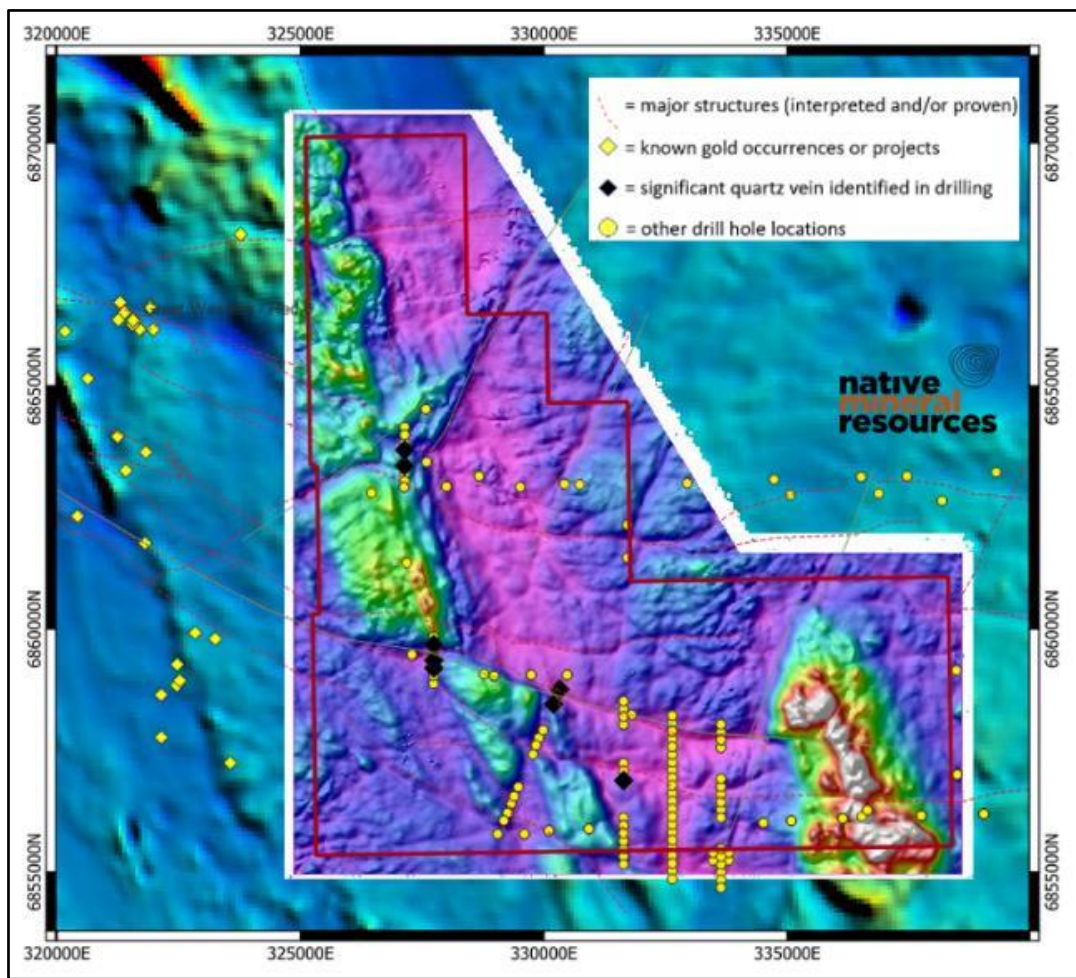 320000E
325000E
330000E
335000E
= major structures (interpreted and/or proven)
= known gold occurrences or projects
= significant quartz vein identified in drilling
= other drill hole locations
6870000N
6870000N
6865000N
6865000N
native
mineral
resources
6860000N
6860000N
6855000N
6855000N
320000E
325000E
330000E
335000E